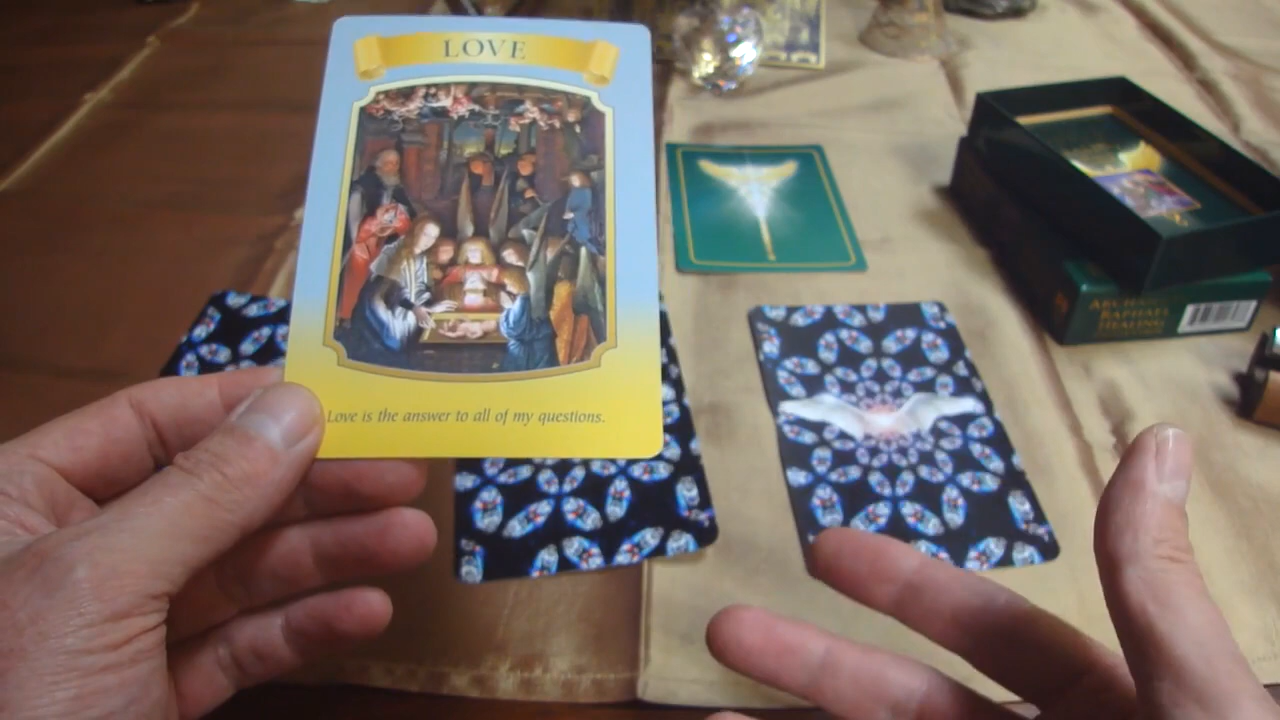 LOVE
Love is the answer to all of my questions.
ARCHANGEL
RAPHAEL
HEALING